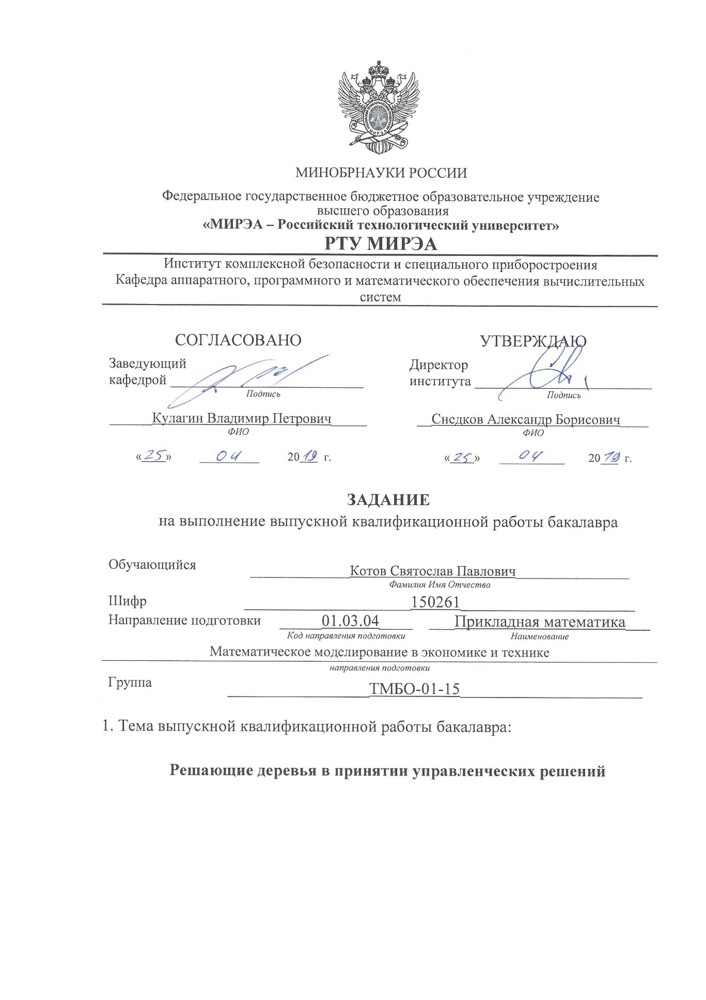 МИНОБРНАУКИ РОССИИ
Федеральное государственное бюджетное образовательное учреждение
высшего образования
«МИРЭА – Российский технологический университет»
РТУ МИРЭА
Институт комплексной безопасности и специального приборостроения
Кафедра аппаратного, программного и математического обеспечения вычислительных
систем
СОГЛАСОВАНО
Заведующий
кафедрой
Подпись
Кулагин Владимир Петрович
ФИО
«25» 04 2019 г.
УТВЕРЖДАЮ
Директор
института
Подпись
Снедков Александр Борисович
ФИО
«25» 04 2019 г.
ЗАДАНИЕ
на выполнение выпускной квалификационной работы бакалавра
Обучающийся Котов Святослав Павлович
Фамилия Имя Отчество
Шифр 150261
Направление подготовки 01.03.04 Прикладная математика
Код направления подготовки Наименование
Математическое моделирование в экономике и технике
направления подготовки
Группа ТМБО-01-15
1. Тема выпускной квалификационной работы бакалавра:
Решающие деревья в принятии управленческих решений